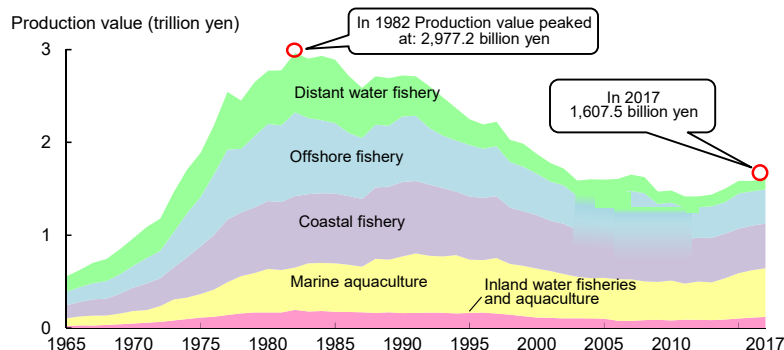 Production value (trillion yen)
In 1982 Production value peaked
at: 2,977.2 billion yen
In 2017
1,607.5 billion yen
3
2
1
0
Distant water fishery
Offshore fishery
Coastal fishery
Marine aquaculture
Inland water fisheries
and aquaculture
1965 1970 1975 1980 1985 1990 1995 2000 2005 2010 2017